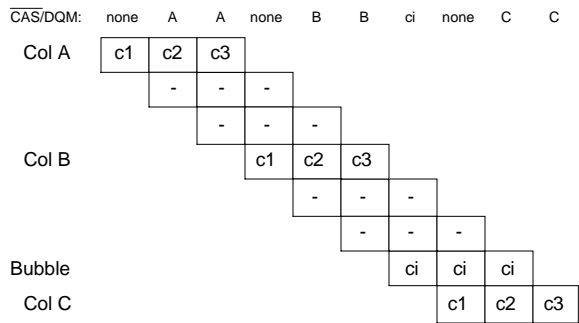 CAS/DQM: none A A none B B ci none C C
Col A c1 c2 c3
- - -
- - -
Col B c1 c2 c3
- - -
- - -
Bubble ci ci ci
Col C c1 c2 c3